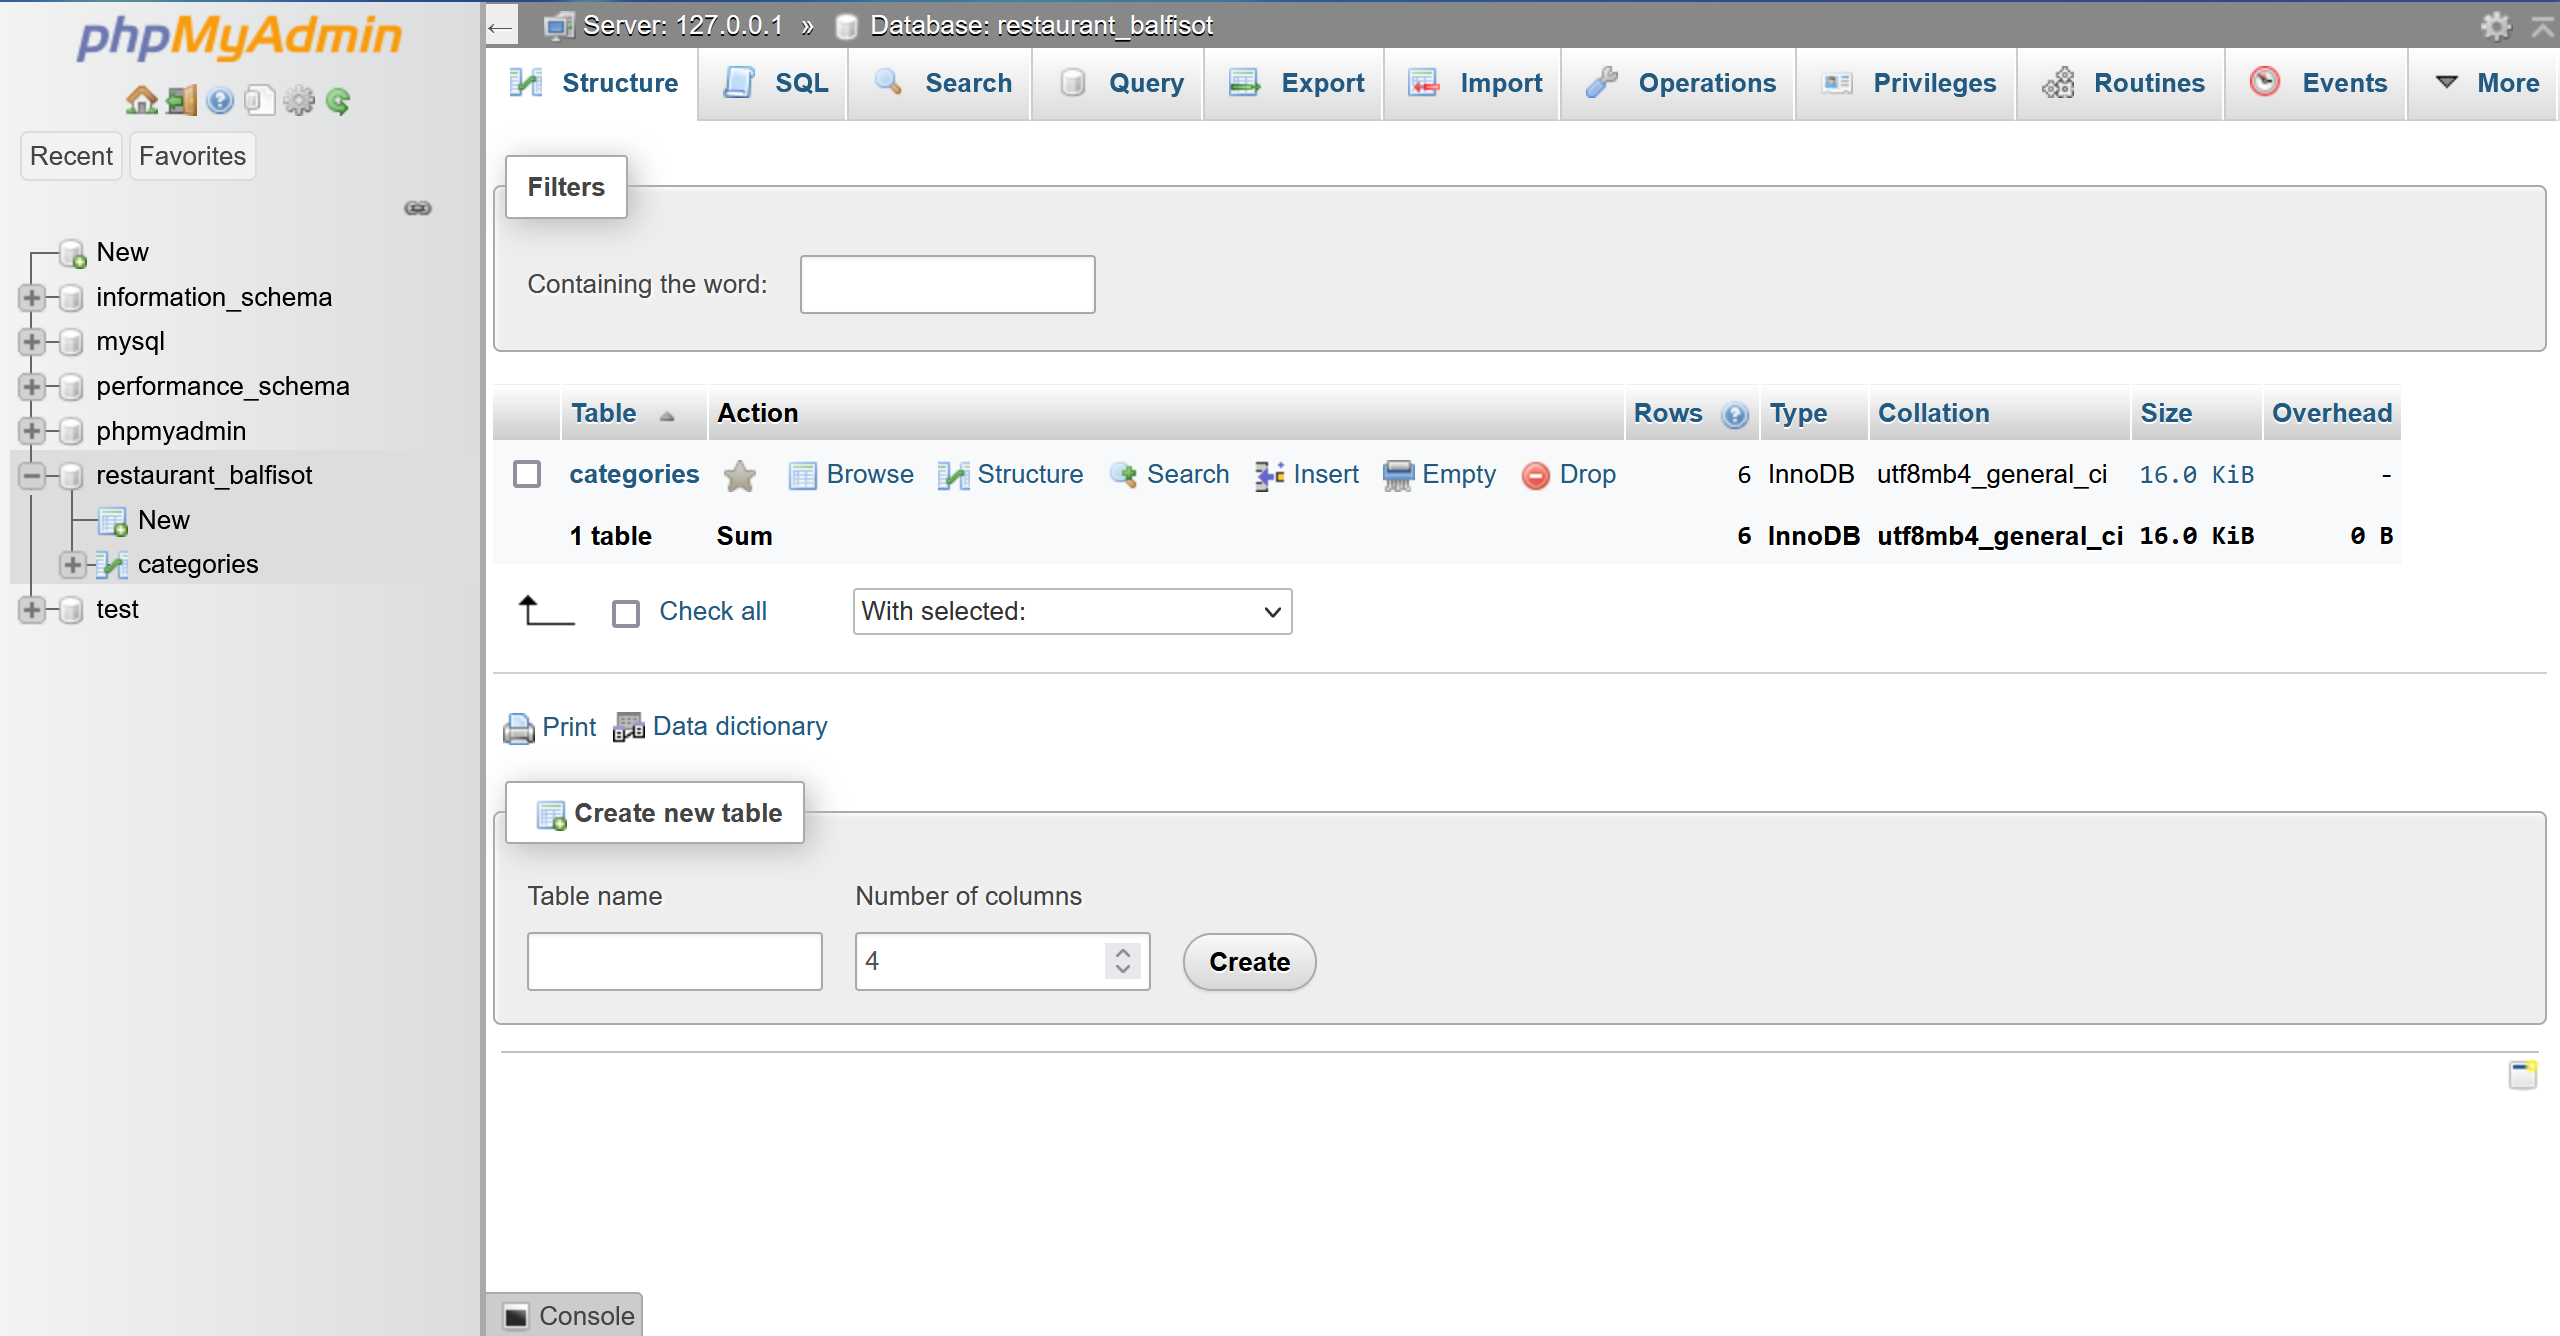 phpMyAdmin
Recent Favorites
New
information_schema
mysql
performance_schema
phpmyadmin
restaurant_balfisot
New
categories
test
← Server: 127.0.0.1 » Database: restaurant_balfisot
Structure SQL Search Query Export Import Operations Privileges Routines Events More
Filters
Containing the word:
Table Action Rows Type Collation Size Overhead
categories Browse Structure Search Insert Empty Drop 6 InnoDB utf8mb4_general_ci 16.0 KiB -
1 table Sum 6 InnoDB utf8mb4_general_ci 16.0 KiB 0 B
Check all With selected:
Print Data dictionary
Create new table
Table name Number of columns
4 Create
Console